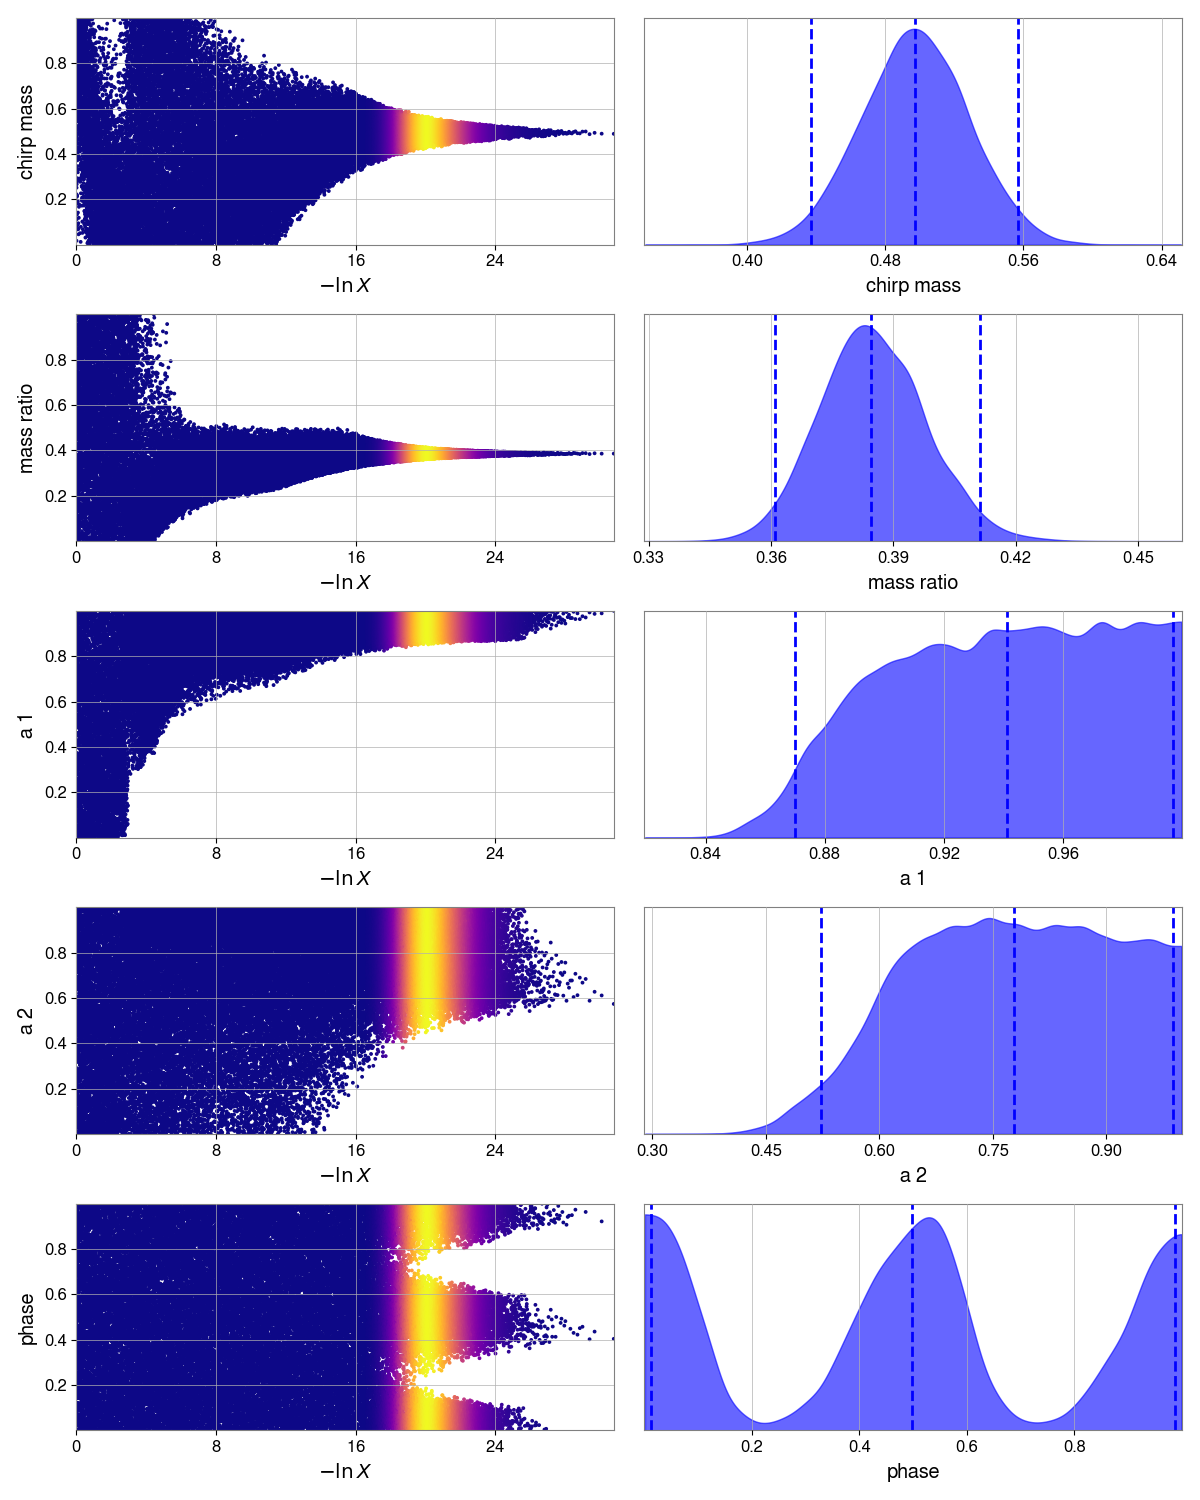 0.8
0.6
0.4
0.2
chirp mass
0 8 16 24
−ln X
0.40 0.48 0.56 0.64
chirp mass
0.8
0.6
0.4
0.2
mass ratio
0 8 16 24
−ln X
0.33 0.36 0.39 0.42 0.45
mass ratio
0.8
0.6
0.4
0.2
a 1
0 8 16 24
−ln X
0.84 0.88 0.92 0.96
a 1
0.8
0.6
0.4
0.2
a 2
0 8 16 24
−ln X
0.30 0.45 0.60 0.75 0.90
a 2
0.8
0.6
0.4
0.2
phase
0 8 16 24
−ln X
0.2 0.4 0.6 0.8
phase